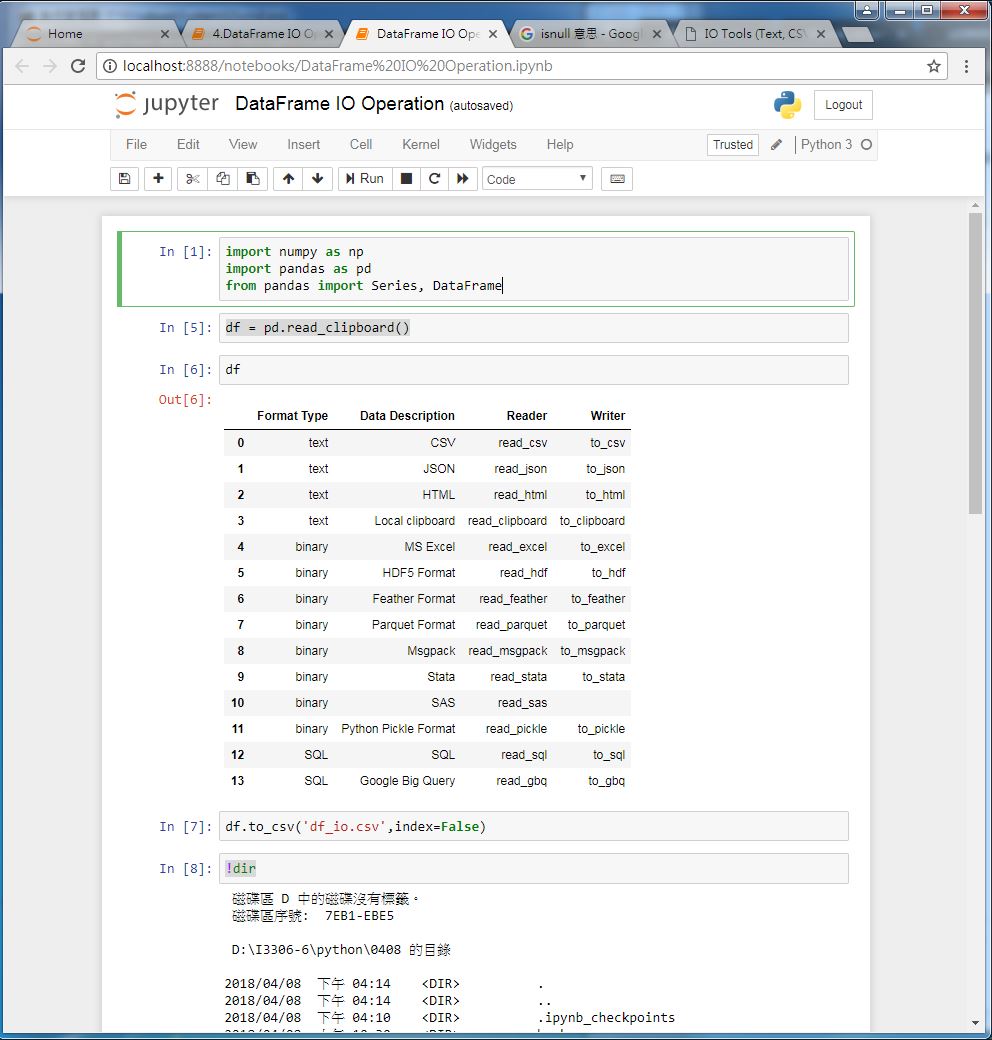 Home
4.DataFrame IO O
DataFrame IO Ope
isnull 意思 - Googl
IO Tools (Text, CSV
localhost:8888/notebooks/DataFrame%20IO%20Operation.ipynb
jupyter DataFrame IO Operation (autosaved)
Logout
File Edit View Insert Cell Kernel Widgets Help Trusted Python 3
Run Code
In [1]: import numpy as np
import pandas as pd
from pandas import Series, DataFrame
In [5]: df = pd.read_clipboard()
In [6]: df
Out[6]:
Format Type Data Description Reader Writer
0 text CSV read_csv to_csv
1 text JSON read_json to_json
2 text HTML read_html to_html
3 text Local clipboard read_clipboard to_clipboard
4 binary MS Excel read_excel to_excel
5 binary HDF5 Format read_hdf to_hdf
6 binary Feather Format read_feather to_feather
7 binary Parquet Format read_parquet to_parquet
8 binary Msgpack read_msgpack to_msgpack
9 binary Stata read_stata to_stata
10 binary SAS read_sas
11 binary Python Pickle Format read_pickle to_pickle
12 SQL SQL read_sql to_sql
13 SQL Google Big Query read_gbq to_gbq
In [7]: df.to_csv('df_io.csv',index=False)
In [8]: !dir
磁碟區 D 中的磁碟沒有標籤。
磁碟區序號: 7EB1-EBE5
D:\I3306-6\python\0408 的目錄
2018/04/08 下午 04:14 <DIR> .
2018/04/08 下午 04:14 <DIR> ..
2018/04/08 下午 04:10 <DIR> .ipynb_checkpoints